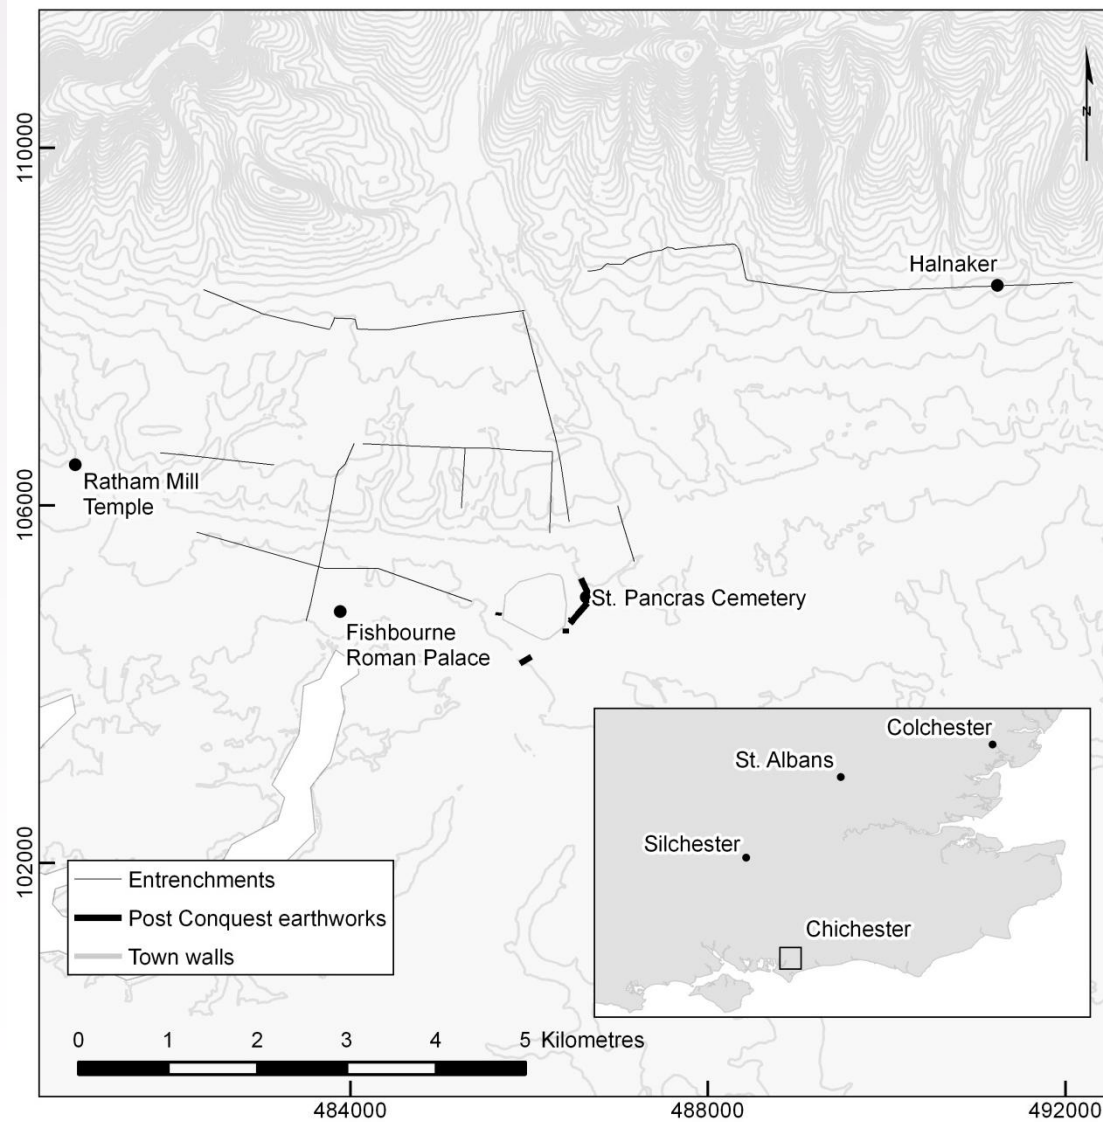 110000
N
Halnaker
Ratham Mill
Temple
106000
St. Pancras Cemetery
Fishbourne
Roman Palace
Colchester
St. Albans
Silchester
Chichester
102000
Entrenchments
Post Conquest earthworks
Town walls
0 1 2 3 4 5 Kilometres
484000 488000 492000